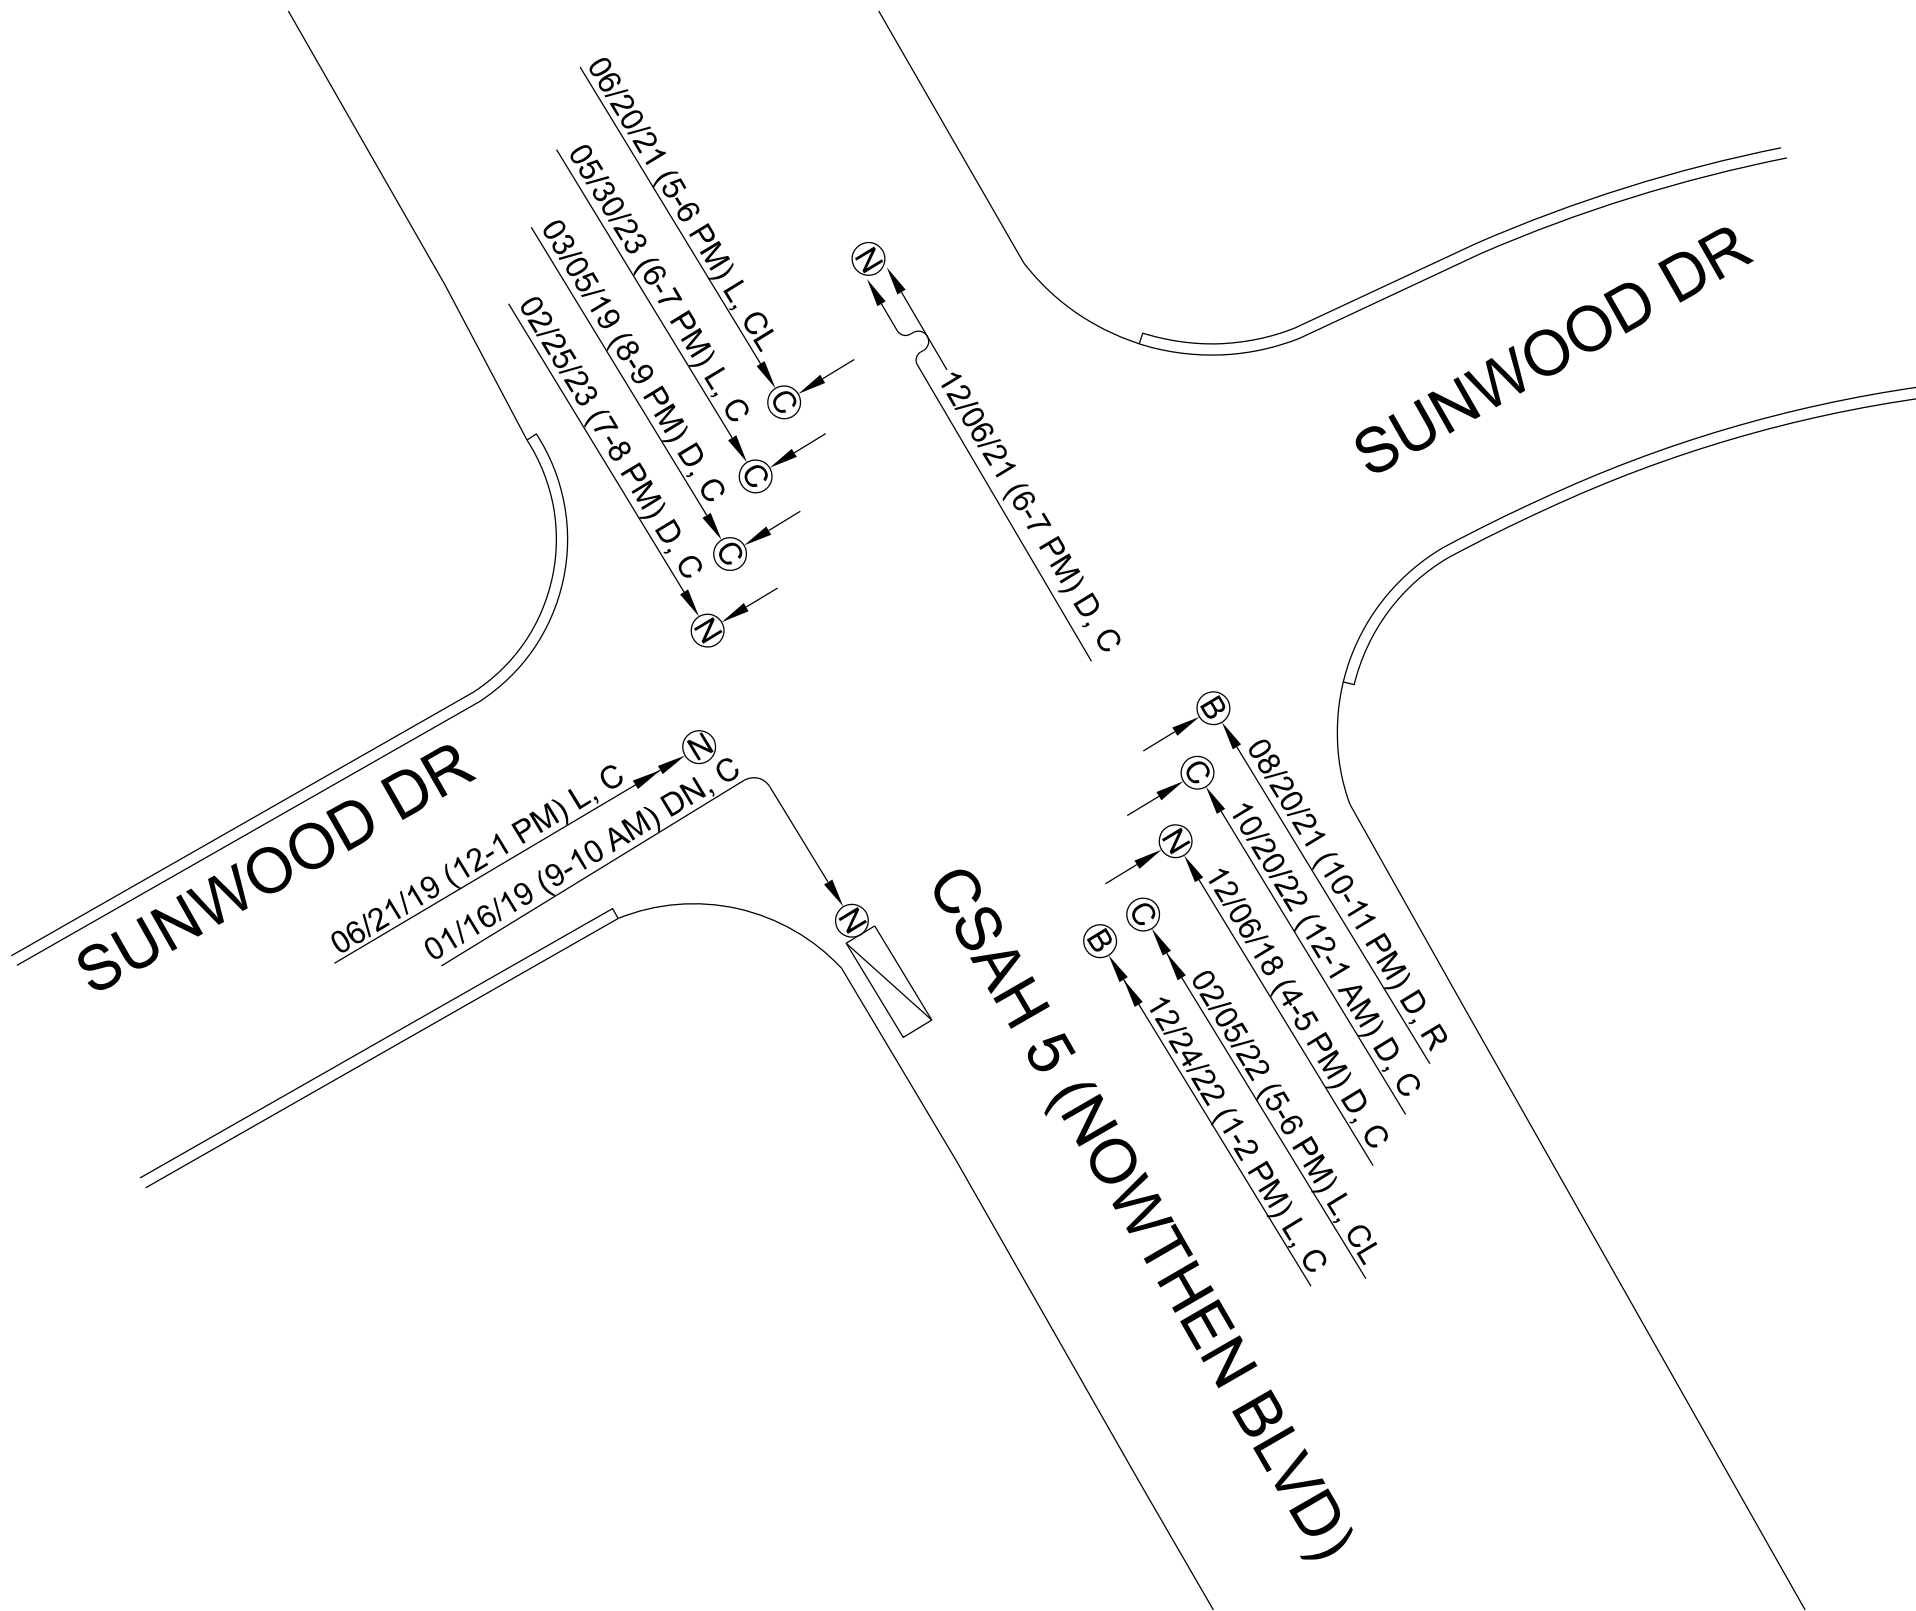 06/20/21 (5-6 PM) L, CL
C
05/30/23 (6-7 PM) L, C
C
03/05/19 (8-9 PM) D, C
C
02/25/23 (7-8 PM) D, C
N
N
12/06/21 (6-7 PM) D, C
SUNWOOD DR
B
08/20/21 (10-11 PM) D, R
C
10/20/22 (12-1 AM) D, C
N
12/06/18 (4-5 PM) D, C
C
02/05/22 (5-6 PM) L, CL
B
12/24/22 (1-2 PM) L, C
SUNWOOD DR
06/21/19 (12-1 PM) L, C
N
01/16/19 (9-10 AM) DN, C
N
CSAH 5 (NOWTHEN BLVD)